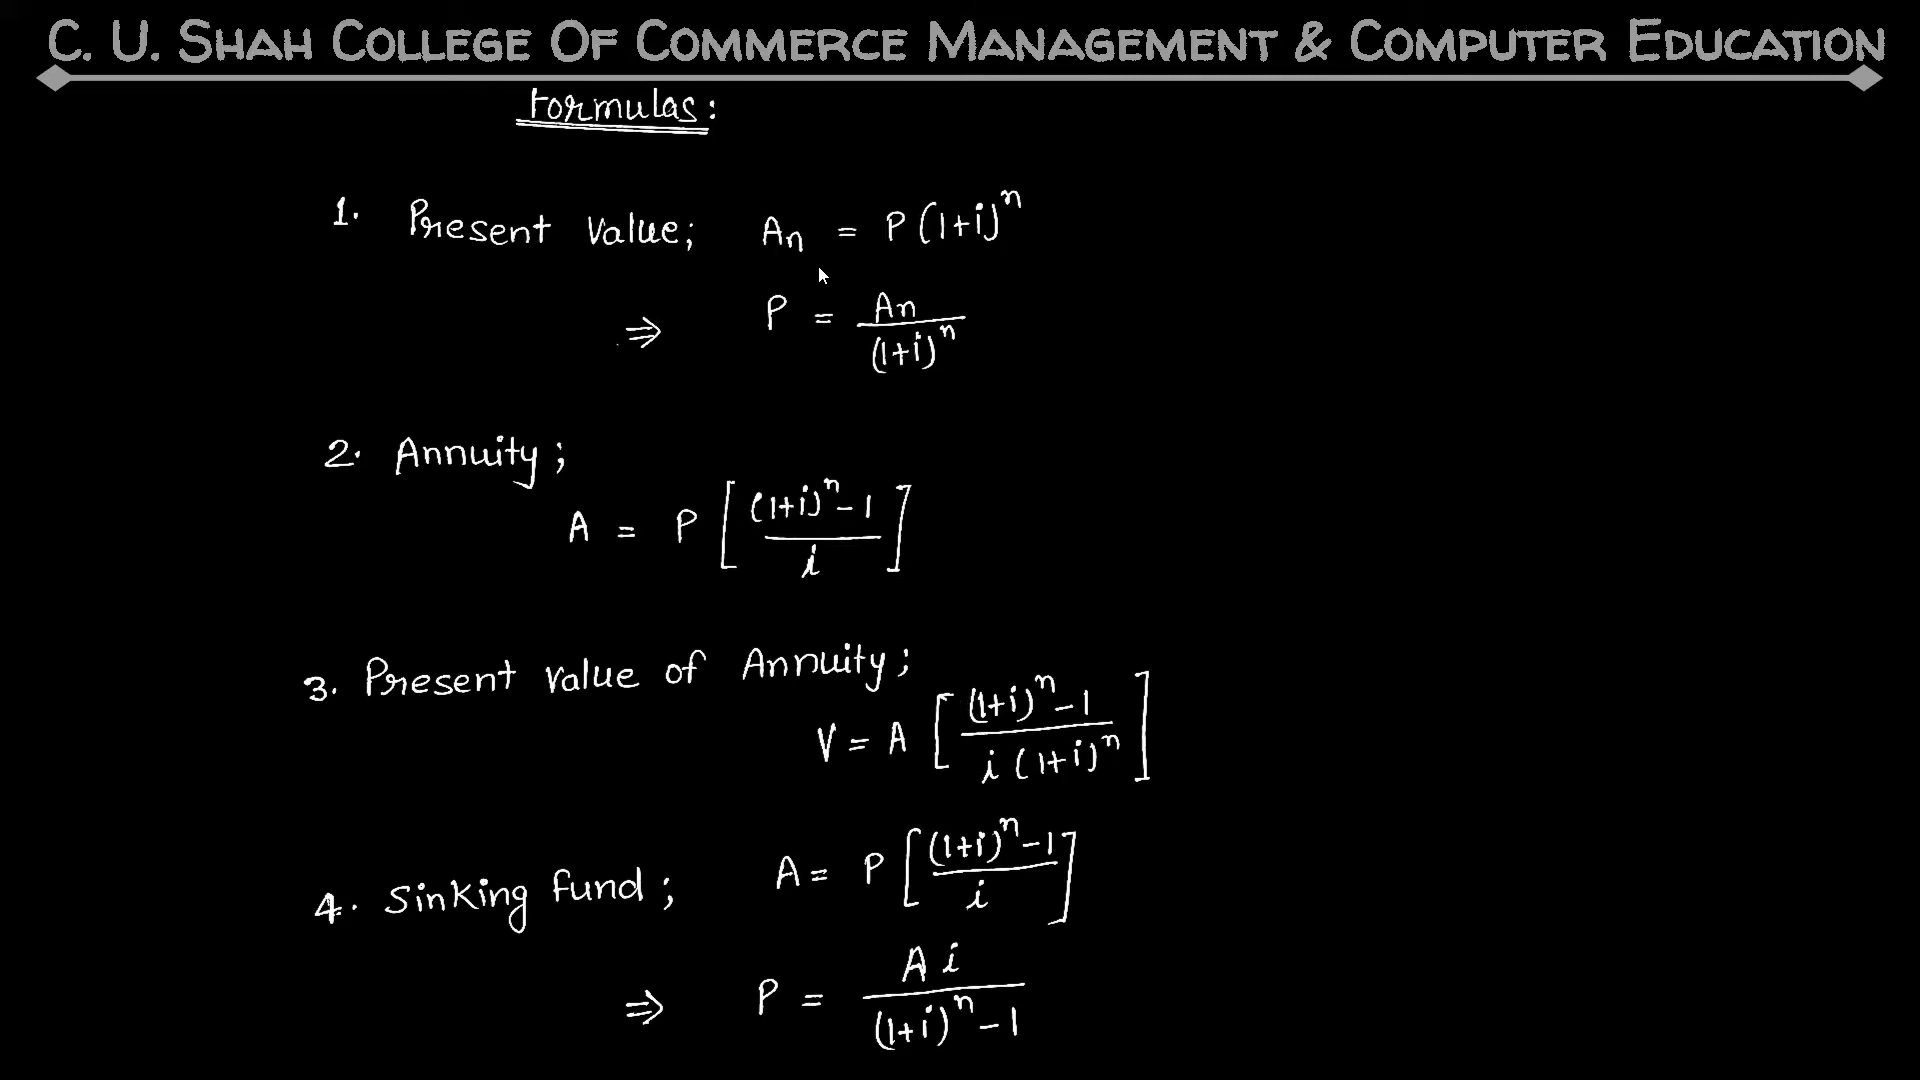 C. U. SHAH COLLEGE OF COMMERCE MANAGEMENT & COMPUTER EDUCATION
Formulas:
1. Present Value; An = P(1+i)^n
⇒ P = An / (1+i)^n
2. Annuity;
A = P [ ((1+i)^n - 1) / i ]
3. Present value of Annuity;
V = A [ ((1+i)^n - 1) / (i (1+i)^n) ]
4. Sinking fund; A = P [ ((1+i)^n - 1) / i ]
⇒ P = A i / ((1+i)^n - 1)